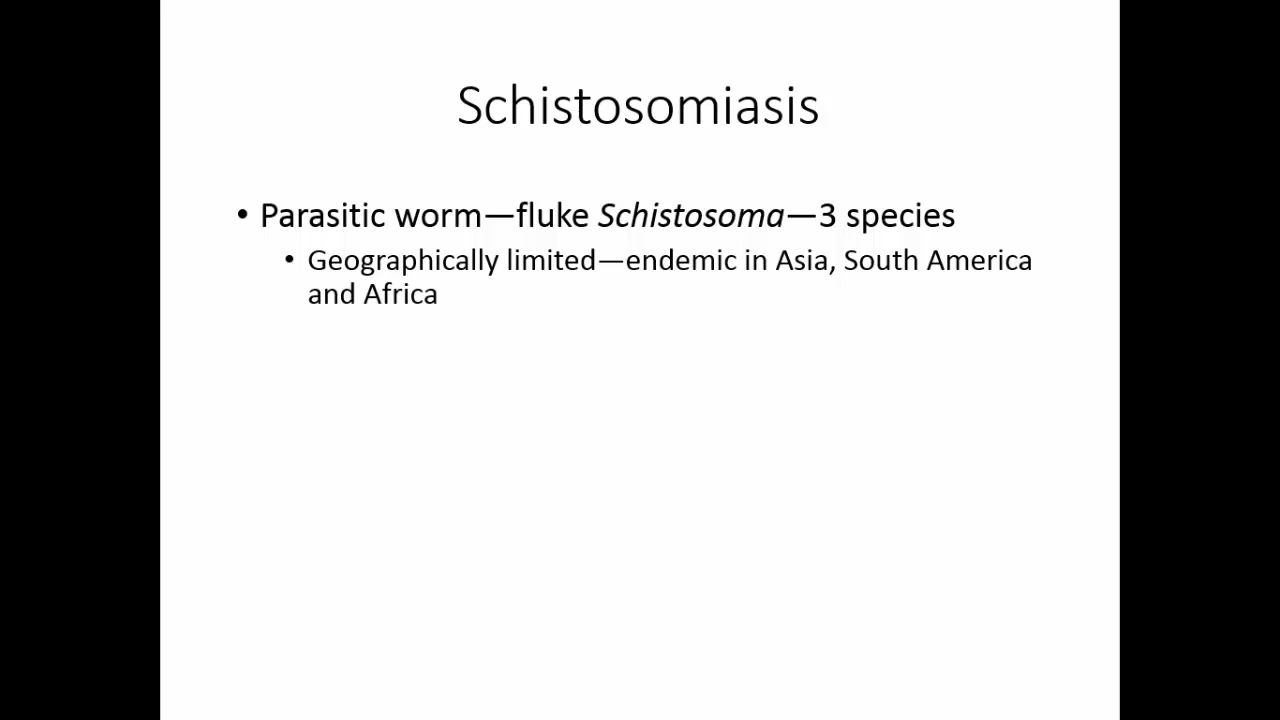 Schistosomiasis
• Parasitic worm—fluke Schistosoma—3 species
• Geographically limited—endemic in Asia, South America
and Africa